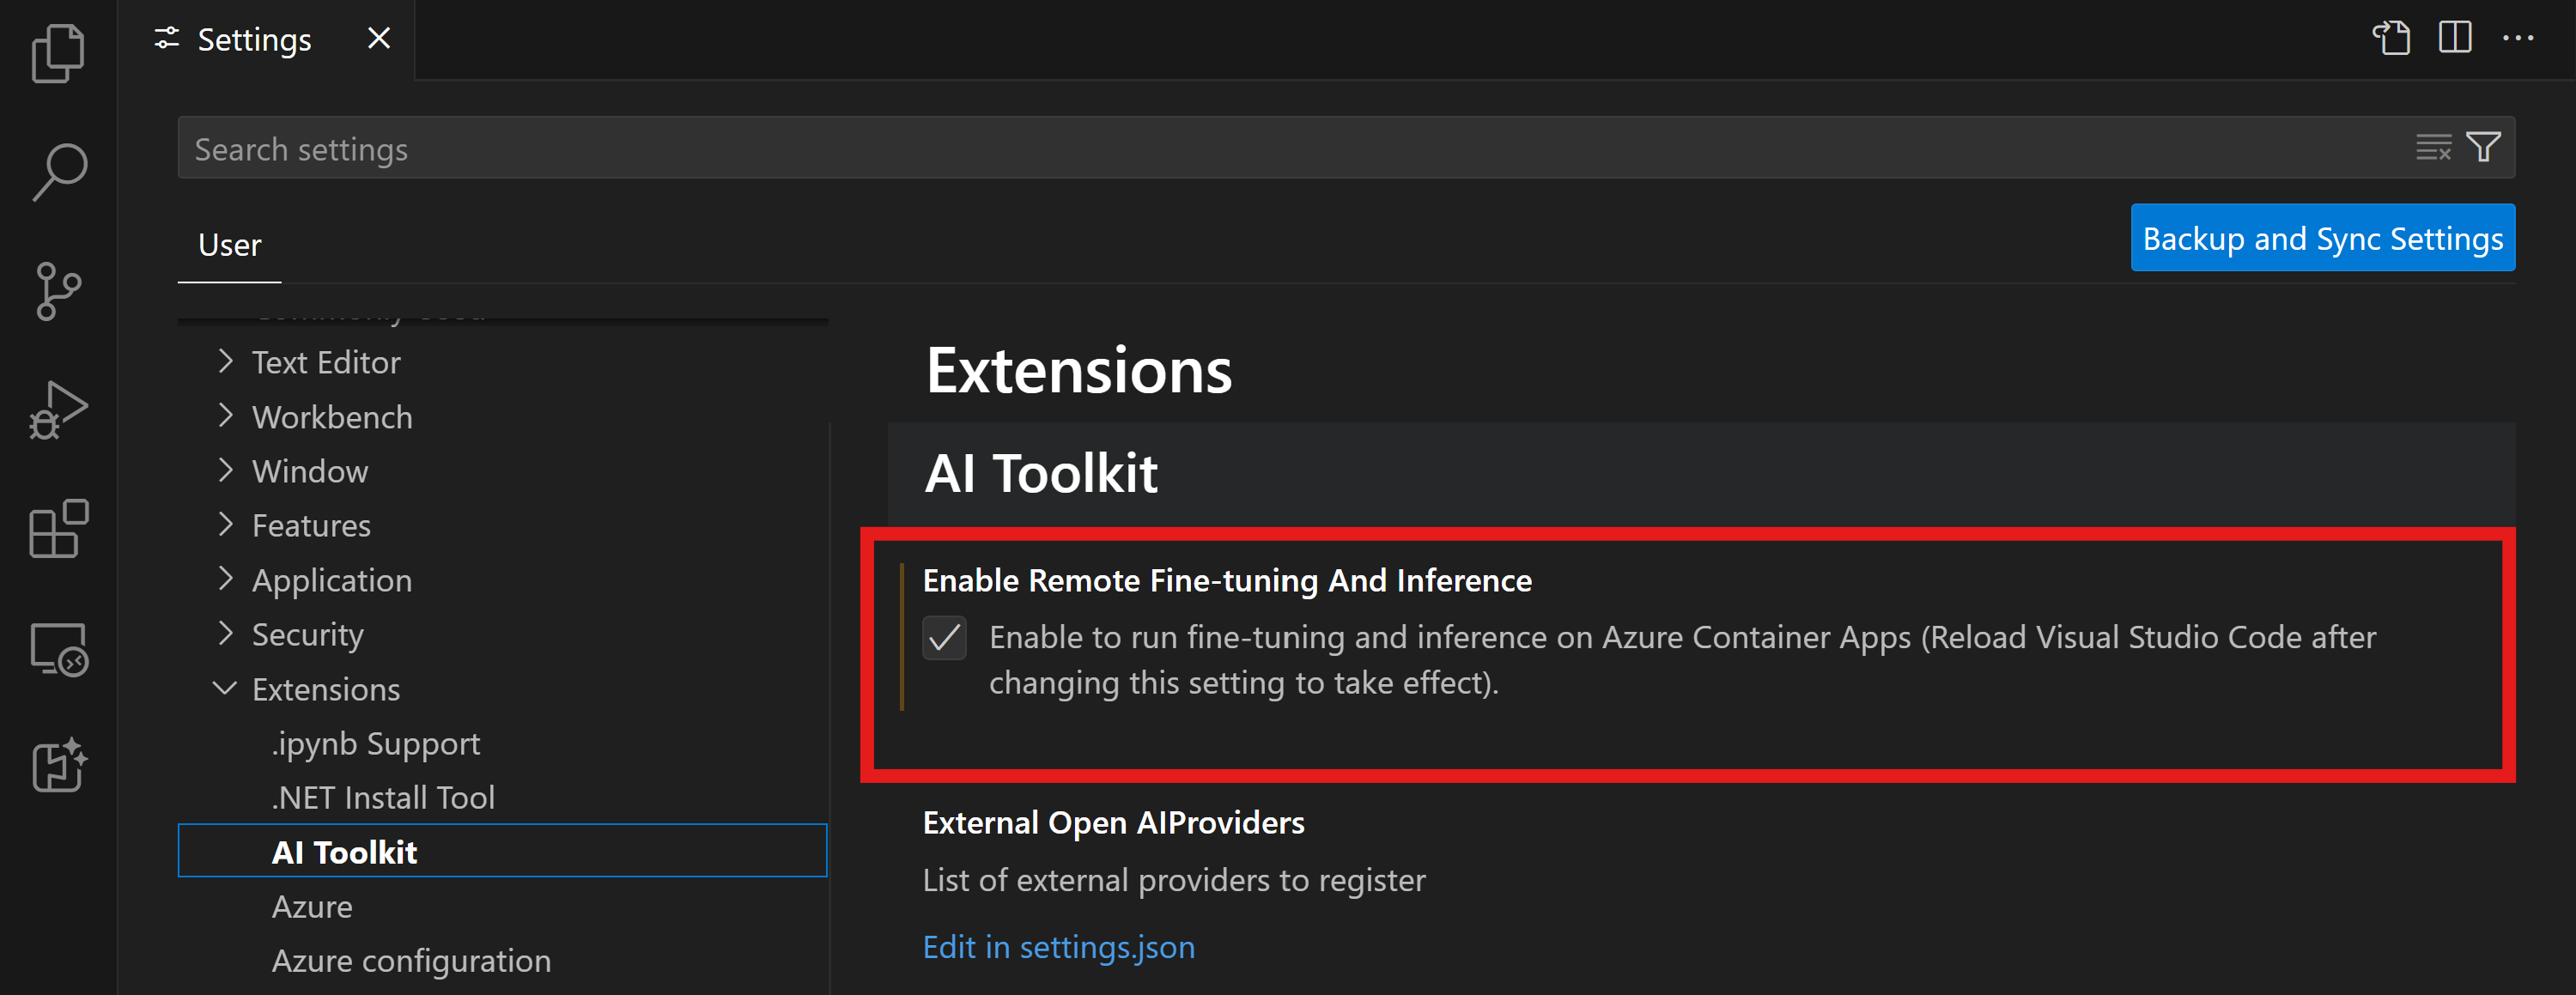 Settings
Search settings
User
Backup and Sync Settings
Text Editor
Workbench
Window
Features
Application
Security
Extensions
.ipynb Support
.NET Install Tool
AI Toolkit
Azure
Azure configuration
Extensions
AI Toolkit
Enable Remote Fine-tuning And Inference
Enable to run fine-tuning and inference on Azure Container Apps (Reload Visual Studio Code after
changing this setting to take effect).
External Open AIProviders
List of external providers to register
Edit in settings.json